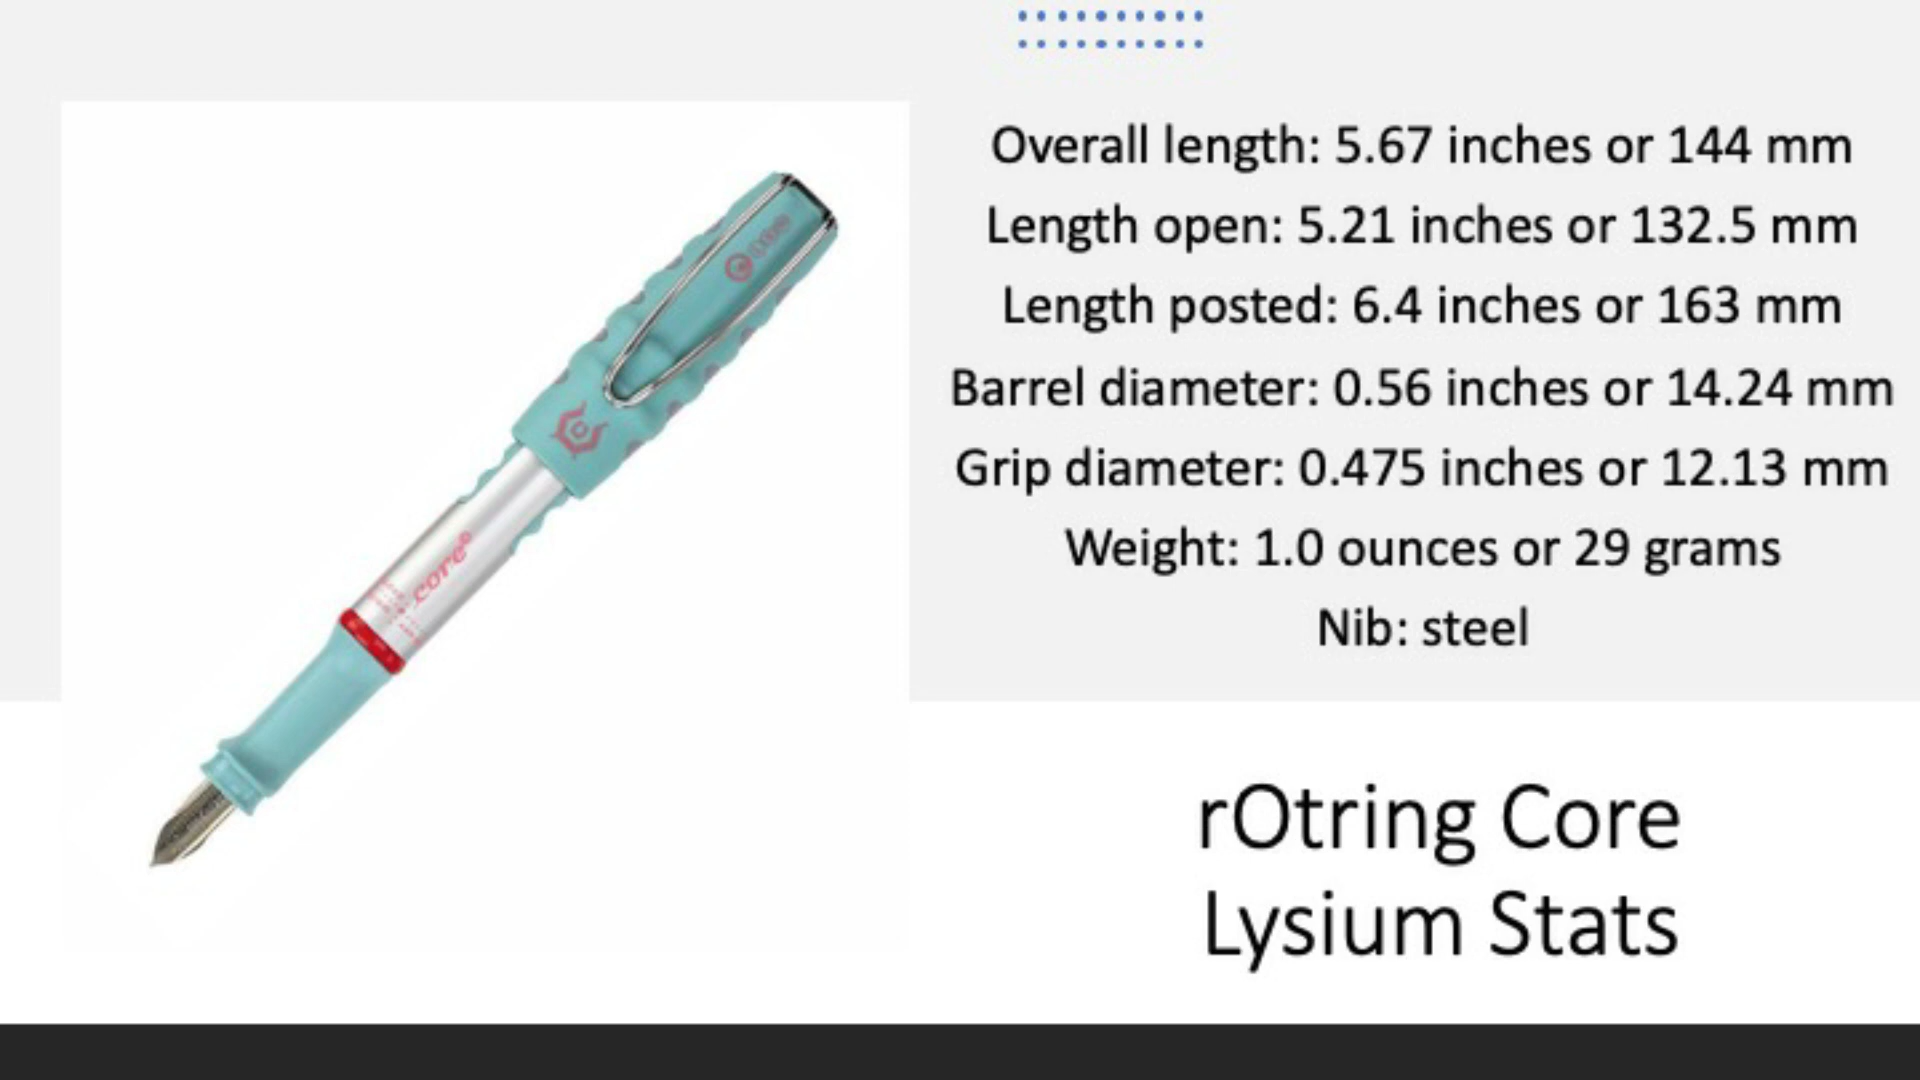 Overall length: 5.67 inches or 144 mm
Length open: 5.21 inches or 132.5 mm
Length posted: 6.4 inches or 163 mm
Barrel diameter: 0.56 inches or 14.24 mm
Grip diameter: 0.475 inches or 12.13 mm
Weight: 1.0 ounces or 29 grams
Nib: steel
core
rOtring Core
Lysium Stats